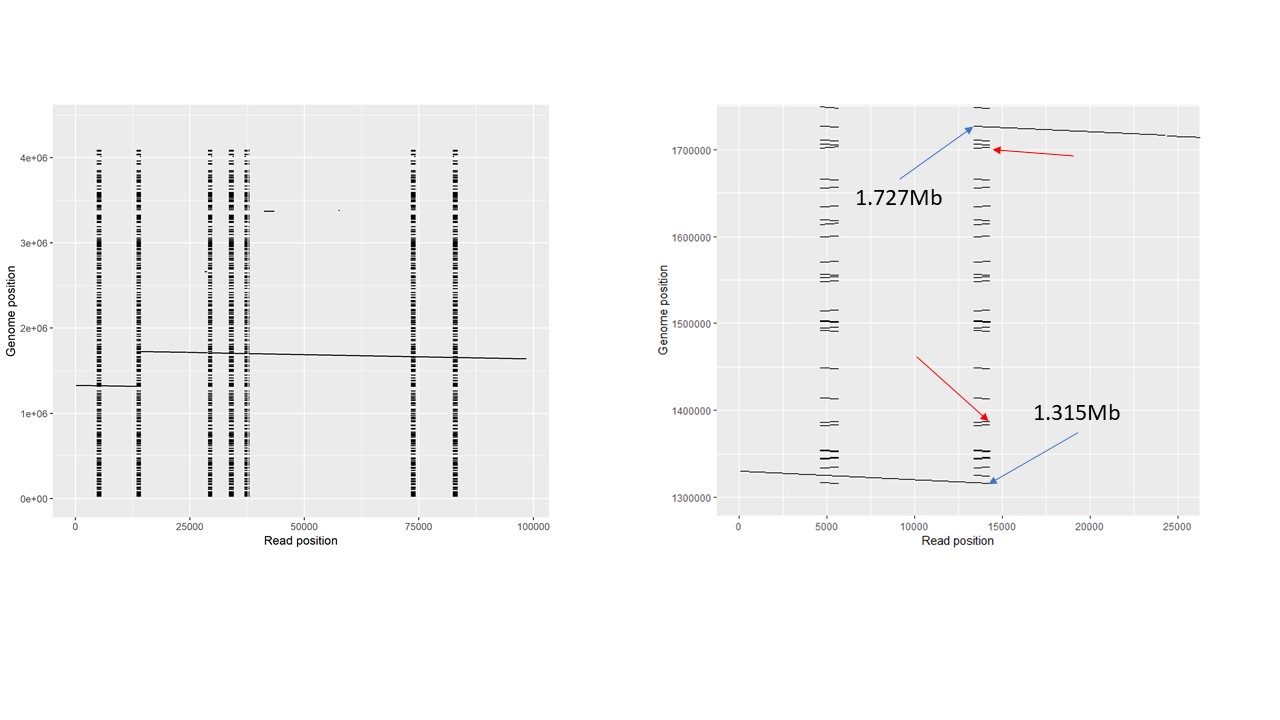 4e+06
3e+06
2e+06
1e+06
0e+00
Genome position
0
25000
50000
75000
100000
Read position
1700000
1600000
1500000
1400000
1300000
Genome position
1.727Mb
1.315Mb
0
5000
10000
15000
20000
25000
Read position